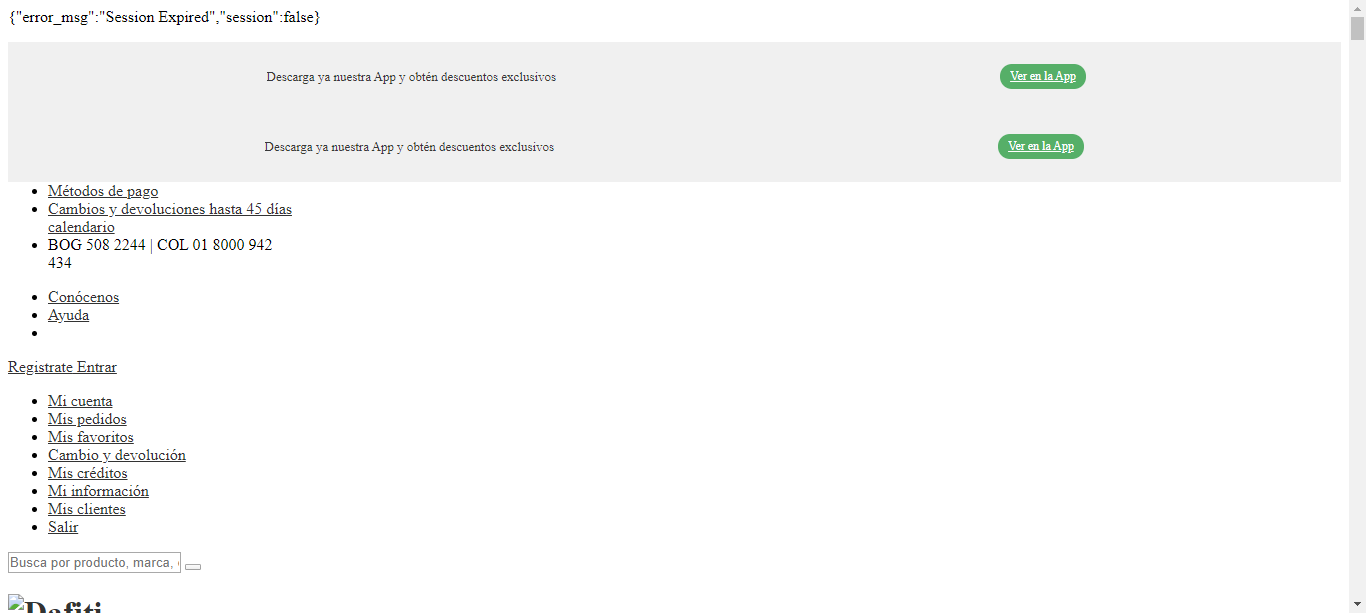 {"error_msg":"Session Expired","session":false}
Descarga ya nuestra App y obtén descuentos exclusivos
Ver en la App
Descarga ya nuestra App y obtén descuentos exclusivos
Ver en la App
Métodos de pago
Cambios y devoluciones hasta 45 días
calendario
BOG 508 2244 | COL 01 8000 942
434
Conócenos
Ayuda
Registrate Entrar
Mi cuenta
Mis pedidos
Mis favoritos
Cambio y devolución
Mis créditos
Mi información
Mis clientes
Salir
Busca por producto, marca,
Dafiti